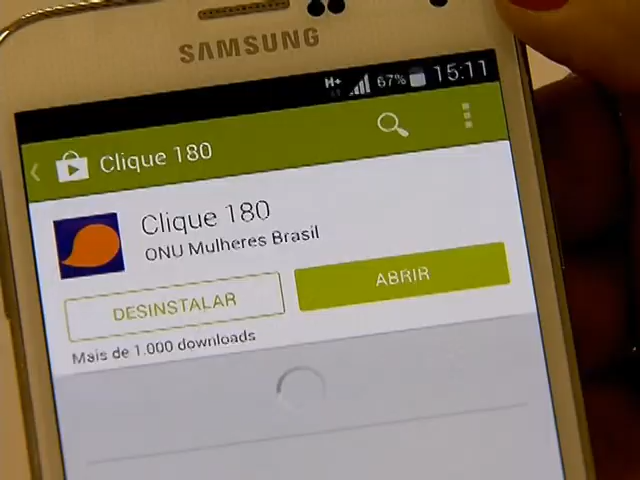 SAMSUNG
H+ 67% 15:11
Clique 180
Clique 180
ONU Mulheres Brasil
DESINSTALAR
ABRIR
Mais de 1.000 downloads